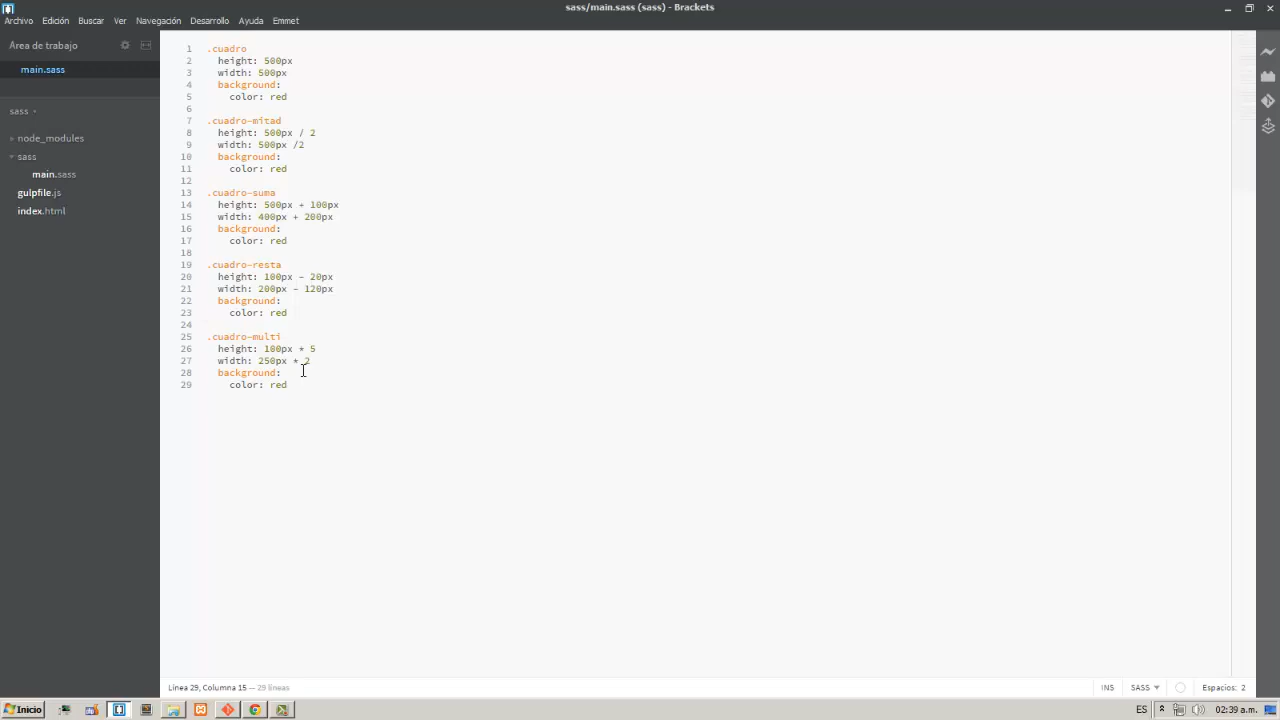 sass/main.sass (sass) - Brackets
Archivo Edición Buscar Ver Navegación Desarrollo Ayuda Emmet
Área de trabajo
main.sass
sass
node_modules
sass
main.sass
gulpfile.js
index.html
1 .cuadro
2 height: 500px
3 width: 500px
4 background:
5 color: red
6
7 .cuadro-mitad
8 height: 500px / 2
9 width: 500px /2
10 background:
11 color: red
12
13 .cuadro-suma
14 height: 500px + 100px
15 width: 400px + 200px
16 background:
17 color: red
18
19 .cuadro-resta
20 height: 100px - 20px
21 width: 200px - 120px
22 background:
23 color: red
24
25 .cuadro-multi
26 height: 100px * 5
27 width: 250px * 2
28 background:
29 color: red
Línea 29, Columna 15 — 29 líneas INS SASS Espacios: 2
Inicio ES 02:39 a.m.